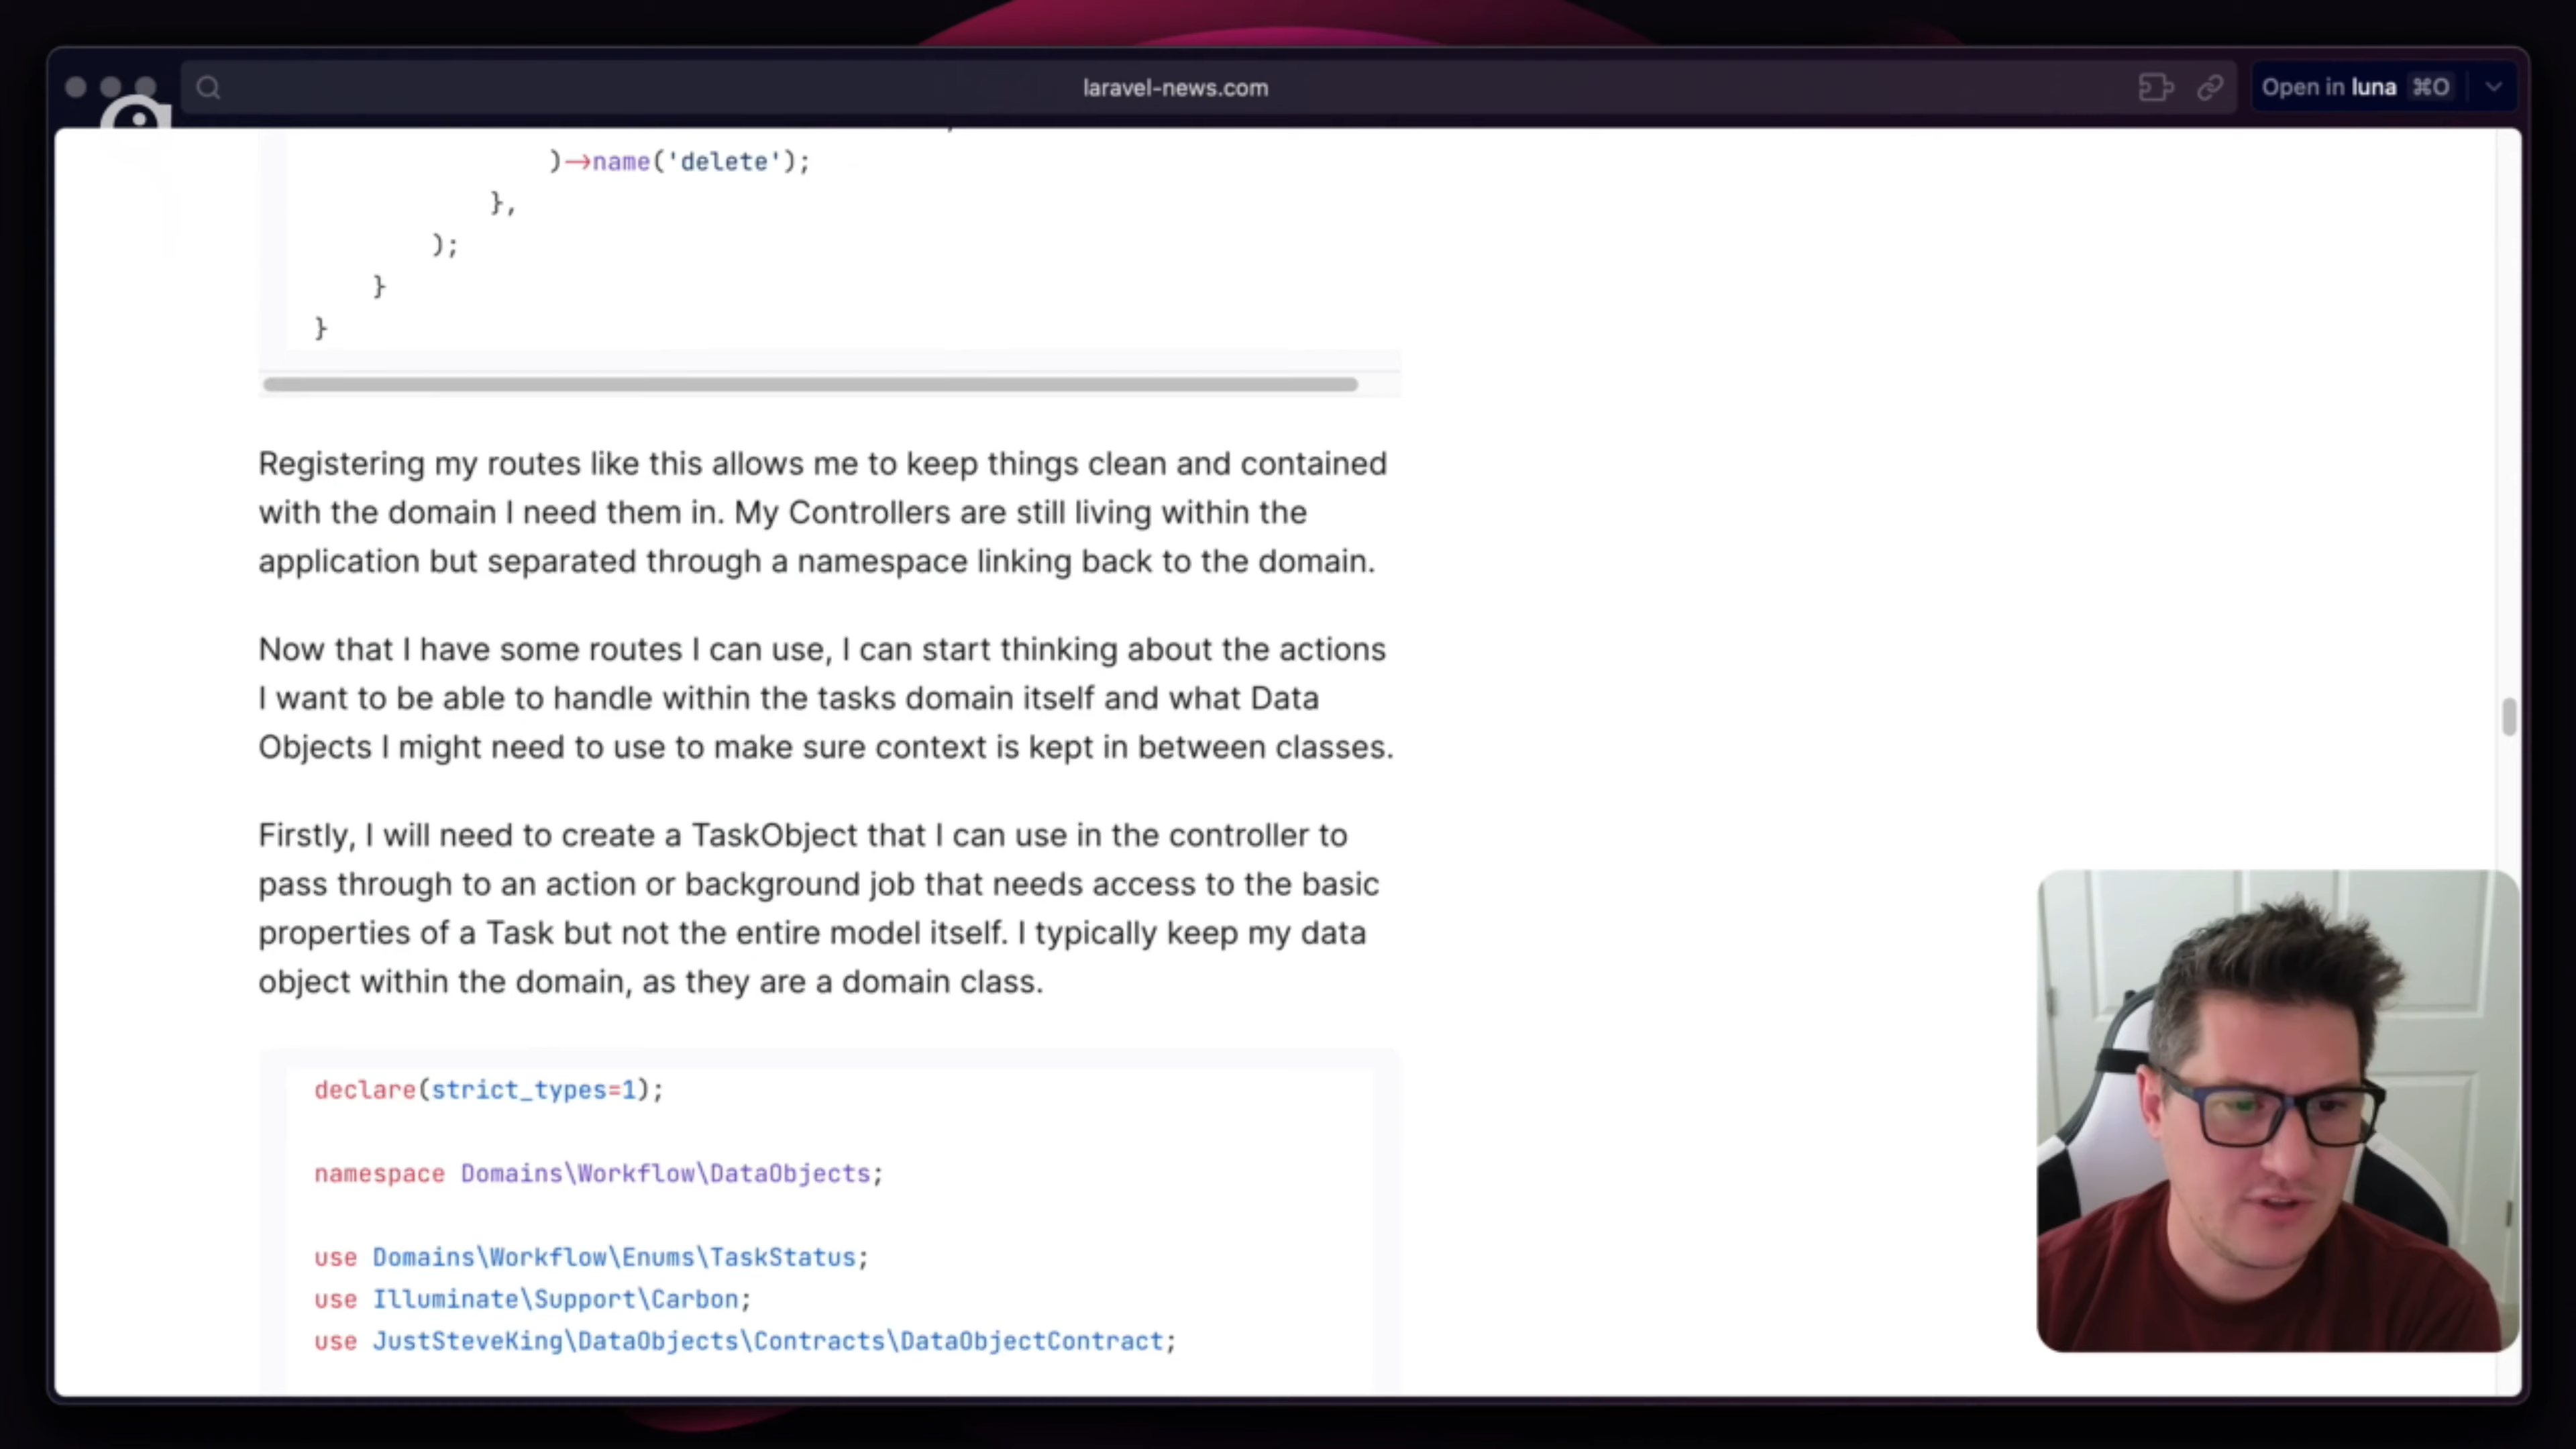 laravel-news.com
Open in luna ⌘O
)->name('delete');
},
);
}
}
Registering my routes like this allows me to keep things clean and contained
with the domain I need them in. My Controllers are still living within the
application but separated through a namespace linking back to the domain.
Now that I have some routes I can use, I can start thinking about the actions
I want to be able to handle within the tasks domain itself and what Data
Objects I might need to use to make sure context is kept in between classes.
Firstly, I will need to create a TaskObject that I can use in the controller to
pass through to an action or background job that needs access to the basic
properties of a Task but not the entire model itself. I typically keep my data
object within the domain, as they are a domain class.
declare(strict_types=1);
namespace Domains\Workflow\DataObjects;
use Domains\Workflow\Enums\TaskStatus;
use Illuminate\Support\Carbon;
use JustSteveKing\DataObjects\Contracts\DataObjectContract;